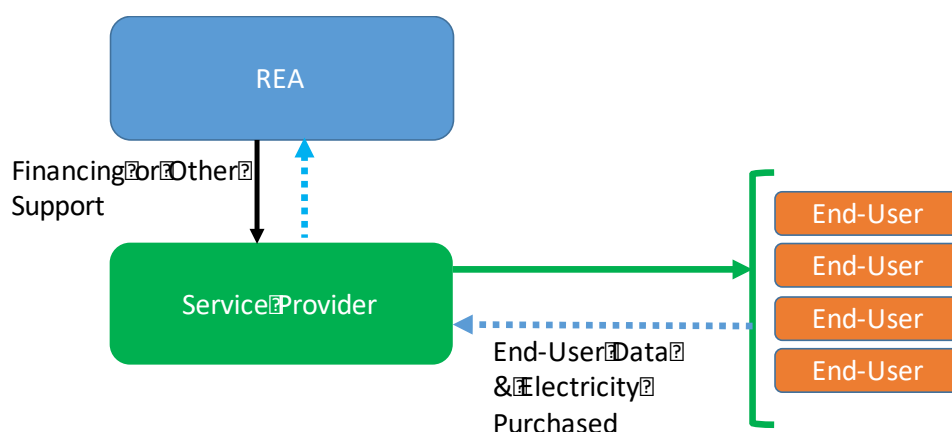 REA
Financing or Other
Support
Service Provider
End-User
End-User
End-User
End-User
End-User Data
& Electricity
Purchased